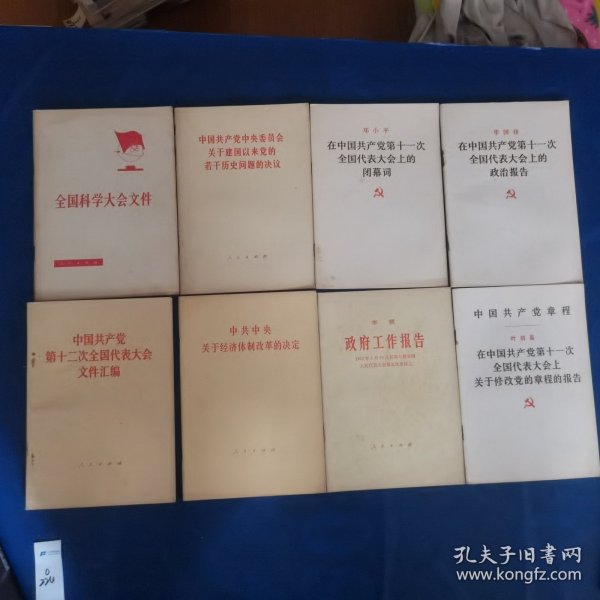 全国科学大会文件
人民出版社
中国共产党中央委员会
关于建国以来党的
若干历史问题的决议
人民出版社
邓小平
在中国共产党第十一次
全国代表大会上的
闭幕词
华国锋
在中国共产党第十一次
全国代表大会上的
政治报告
中国共产党
第十二次全国代表大会
文件汇编
人民出版社
中共中央
关于经济体制改革的决定
人民出版社
李鹏
政府工作报告
人民出版社
中国共产党章程
叶剑英
在中国共产党第十一次
全国代表大会上
关于修改党的章程的报告
孔夫子旧书网
www.kongfz.com